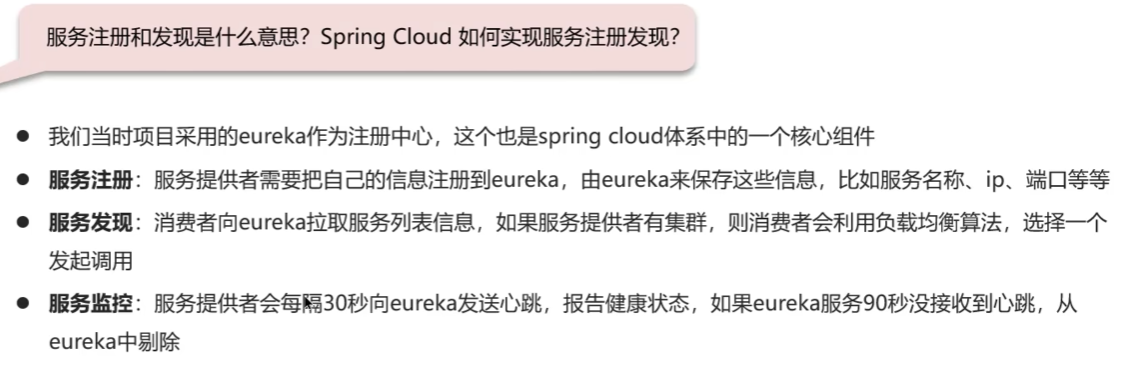 服务注册和发现是什么意思？Spring Cloud 如何实现服务注册发现？
● 我们当时项目采用的eureka作为注册中心，这个也是spring cloud体系中的一个核心组件
● 服务注册：服务提供者需要把自己的信息注册到eureka，由eureka来保存这些信息，比如服务名称、ip、端口等等
● 服务发现：消费者向eureka拉取服务列表信息，如果服务提供者有集群，则消费者会利用负载均衡算法，选择一个
发起调用
● 服务监控：服务提供者会每隔30秒向eureka发送心跳，报告健康状态，如果eureka服务90秒没接收到心跳，从
eureka中剔除